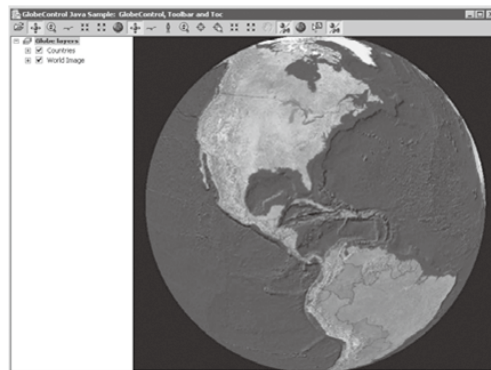 GlobeControl Java Sample: GlobeControl, Toolbar and Toc
Globe layers
Countries
World Image